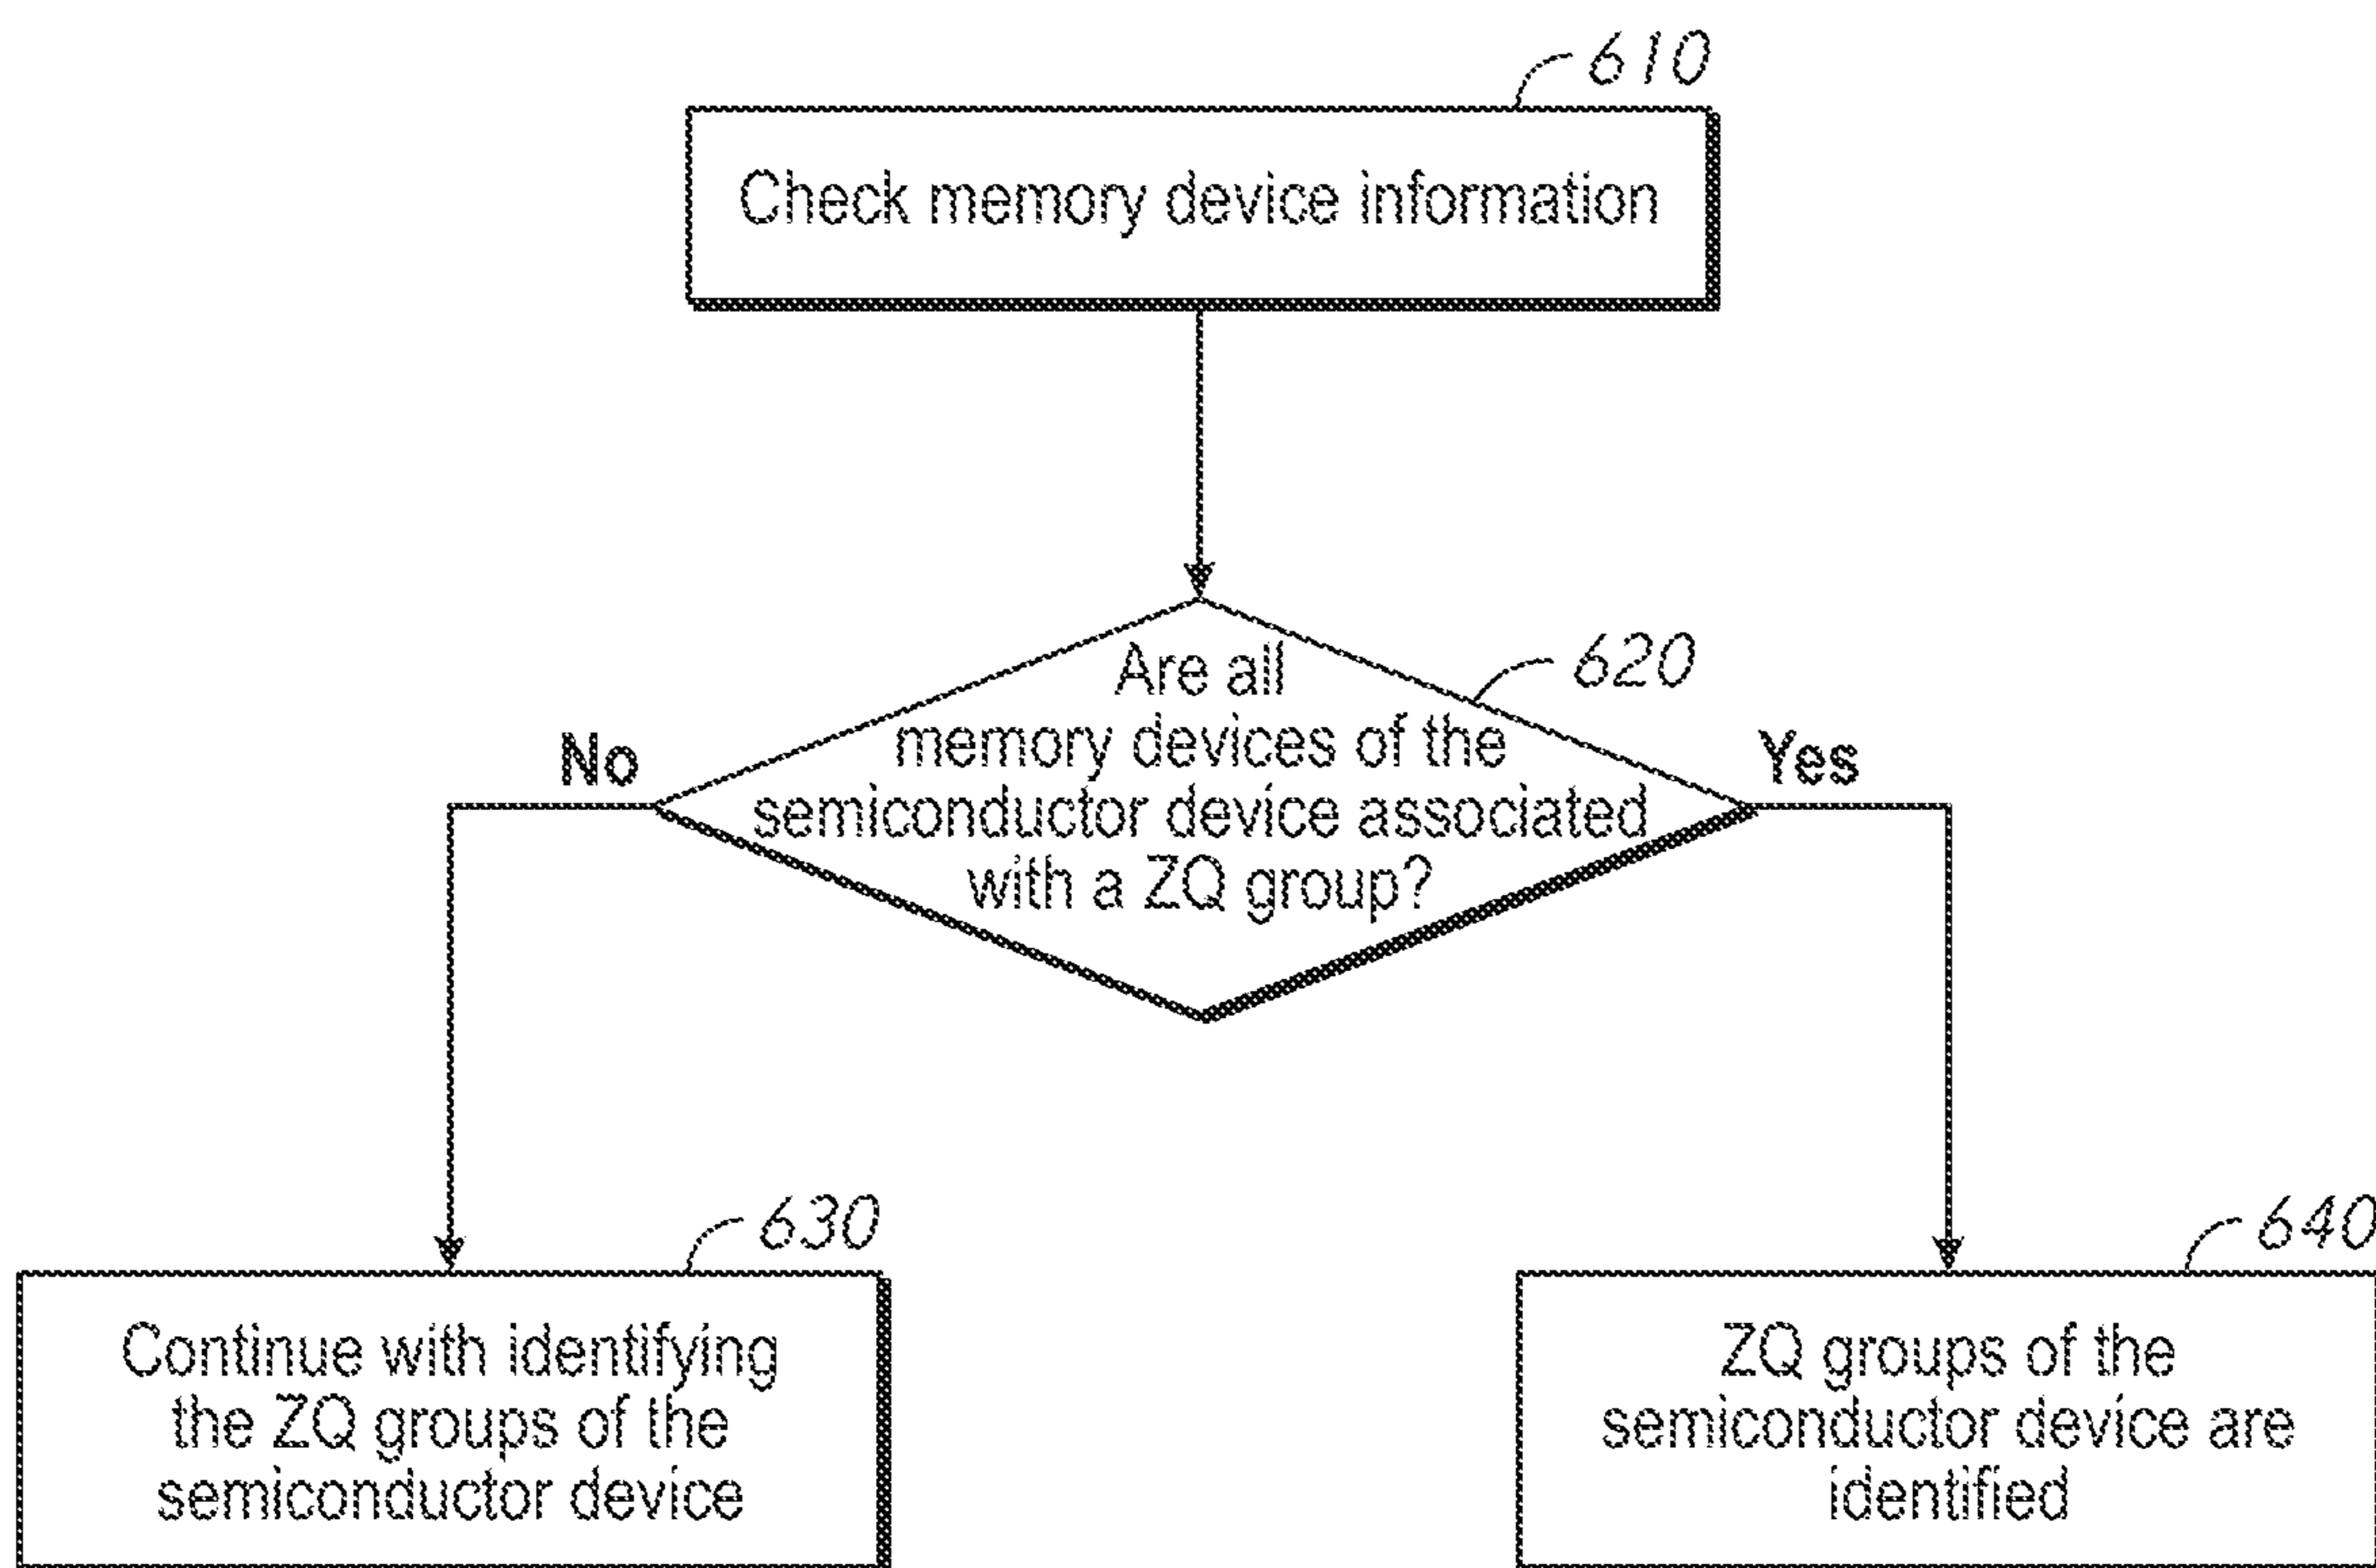 610
Check memory device information
620
Are all
memory devices of the
semiconductor device associated
with a ZQ group?
No
Yes
630
Continue with identifying
the ZQ groups of the
semiconductor device
640
ZQ groups of the
semiconductor device are
identified